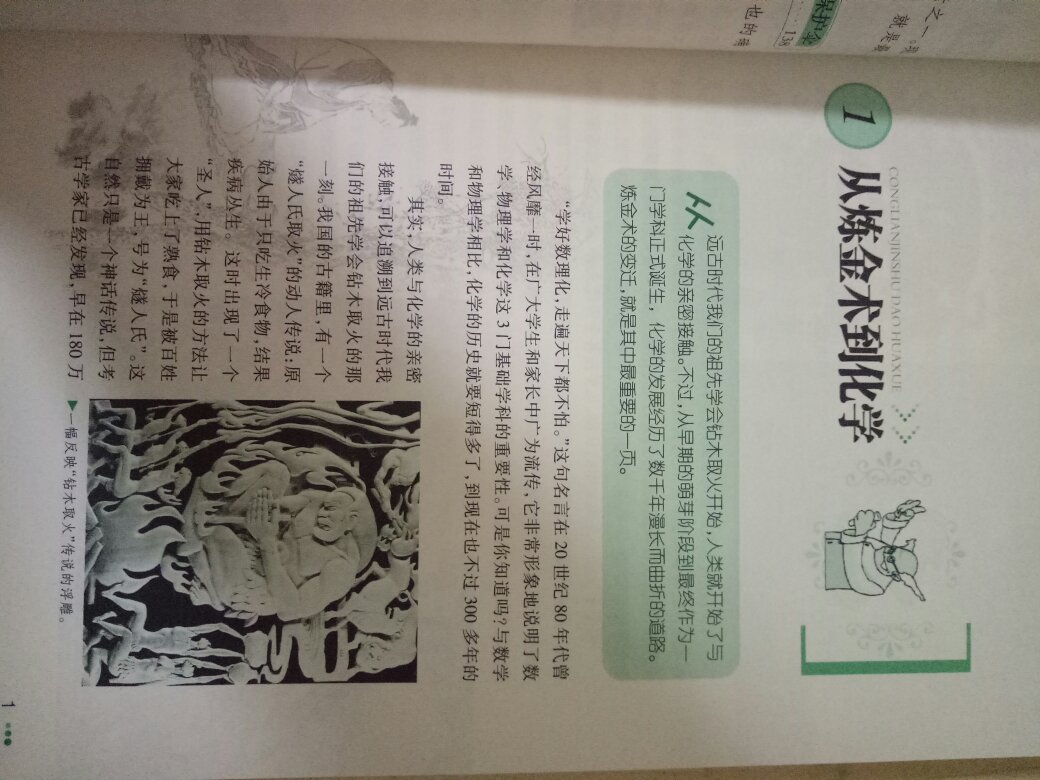 之一。我
就是
保护
138
也的
1
CONGLIANJINSHU DAO HUAXUE
从炼金术到化学
从远古时代我们的祖先学会钻木取火开始,人类就开始了与
化学的亲密接触。不过,从早期的萌芽阶段到最终作为一
门学科正式诞生,化学的发展经历了数千年漫长而曲折的道路。
炼金术的变迁,就是其中最重要的一页。
“学好数理化,走遍天下都不怕。”这句名言在 20 世纪 80 年代曾
经风靡一时,在广大学生和家长中广为流传,它非常形象地说明了数
学、物理学和化学这 3 门基础学科的重要性。可是你知道吗?与数学
和物理学相比,化学的历史就要短得多了,到现在也不过 300 多年的
时间。
其实,人类与化学的亲密
接触,可以追溯到远古时代我
们的祖先学会钻木取火的那
一刻。我国的古籍里,有一个
“燧人氏取火”的动人传说:原
始人由于只吃生冷食物,结果
疾病丛生。这时出现了一个
“圣人”,用钻木取火的方法让
大家吃上了熟食,于是被百姓
拥戴为王,号为“燧人氏”。这
自然只是一个神话传说,但考
古学家已经发现,早在 180 万
▶一幅反映“钻木取火”传说的浮雕。
1